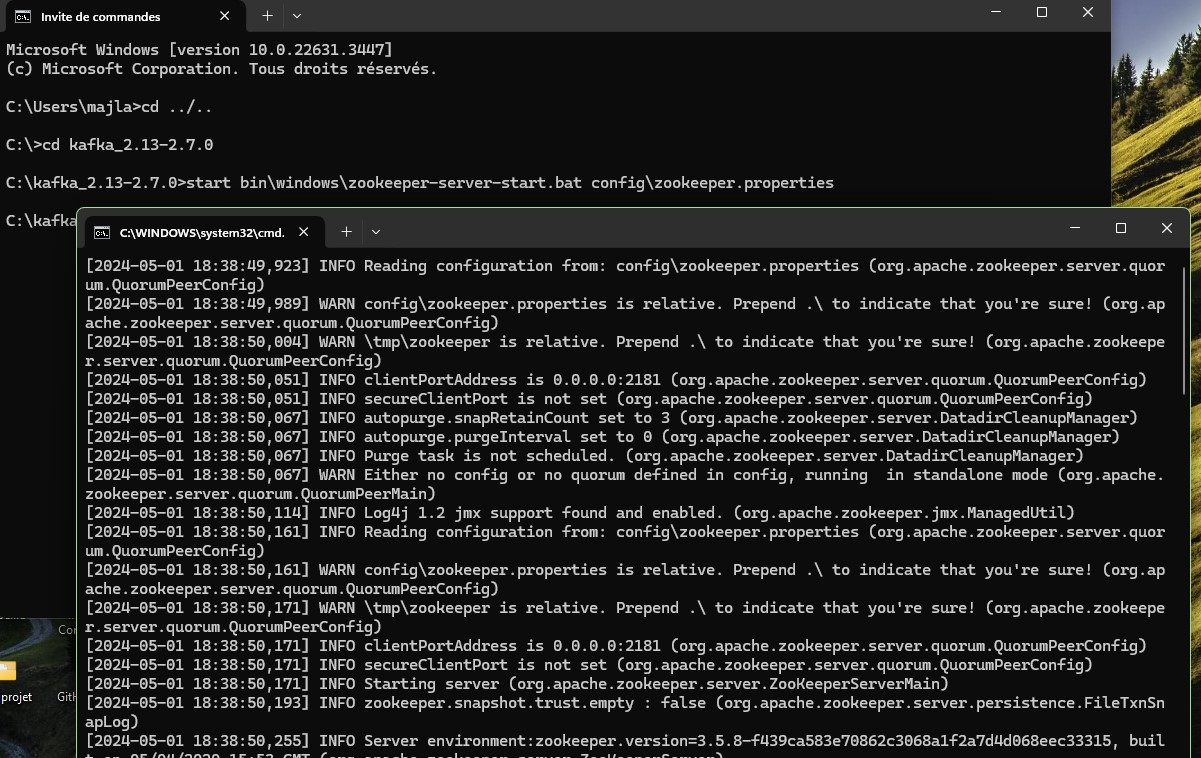 Invite de commandes
Microsoft Windows [version 10.0.22631.3447]
(c) Microsoft Corporation. Tous droits réservés.
C:\Users\majla>cd ../..
C:\>cd kafka_2.13-2.7.0
C:\kafka_2.13-2.7.0>start bin\windows\zookeeper-server-start.bat config\zookeeper.properties
C:\kafka
C:\WINDOWS\system32\cmd.
[2024-05-01 18:38:49,923] INFO Reading configuration from: config\zookeeper.properties (org.apache.zookeeper.server.quor
um.QuorumPeerConfig)
[2024-05-01 18:38:49,989] WARN config\zookeeper.properties is relative. Prepend .\ to indicate that you're sure! (org.ap
ache.zookeeper.server.quorum.QuorumPeerConfig)
[2024-05-01 18:38:50,004] WARN \tmp\zookeeper is relative. Prepend .\ to indicate that you're sure! (org.apache.zookeepe
r.server.quorum.QuorumPeerConfig)
[2024-05-01 18:38:50,051] INFO clientPortAddress is 0.0.0.0:2181 (org.apache.zookeeper.server.quorum.QuorumPeerConfig)
[2024-05-01 18:38:50,051] INFO secureClientPort is not set (org.apache.zookeeper.server.quorum.QuorumPeerConfig)
[2024-05-01 18:38:50,067] INFO autopurge.snapRetainCount set to 3 (org.apache.zookeeper.server.DatadirCleanupManager)
[2024-05-01 18:38:50,067] INFO autopurge.purgeInterval set to 0 (org.apache.zookeeper.server.DatadirCleanupManager)
[2024-05-01 18:38:50,067] INFO Purge task is not scheduled. (org.apache.zookeeper.server.DatadirCleanupManager)
[2024-05-01 18:38:50,067] WARN Either no config or no quorum defined in config, running  in standalone mode (org.apache.
zookeeper.server.quorum.QuorumPeerMain)
[2024-05-01 18:38:50,114] INFO Log4j 1.2 jmx support found and enabled. (org.apache.zookeeper.jmx.ManagedUtil)
[2024-05-01 18:38:50,161] INFO Reading configuration from: config\zookeeper.properties (org.apache.zookeeper.server.quor
um.QuorumPeerConfig)
[2024-05-01 18:38:50,161] WARN config\zookeeper.properties is relative. Prepend .\ to indicate that you're sure! (org.ap
ache.zookeeper.server.quorum.QuorumPeerConfig)
[2024-05-01 18:38:50,171] WARN \tmp\zookeeper is relative. Prepend .\ to indicate that you're sure! (org.apache.zookeepe
r.server.quorum.QuorumPeerConfig)
[2024-05-01 18:38:50,171] INFO clientPortAddress is 0.0.0.0:2181 (org.apache.zookeeper.server.quorum.QuorumPeerConfig)
[2024-05-01 18:38:50,171] INFO secureClientPort is not set (org.apache.zookeeper.server.quorum.QuorumPeerConfig)
[2024-05-01 18:38:50,171] INFO Starting server (org.apache.zookeeper.server.ZooKeeperServerMain)
[2024-05-01 18:38:50,193] INFO zookeeper.snapshot.trust.empty : false (org.apache.zookeeper.server.persistence.FileTxnSn
apLog)
[2024-05-01 18:38:50,255] INFO Server environment:zookeeper.version=3.5.8-f439ca583e70862c3068a1f2a7d4d068eec33315, buil
t on 05/04/2020 15:53 GMT (org.apache.zookeeper.server.ZooKeeperServer)
projet